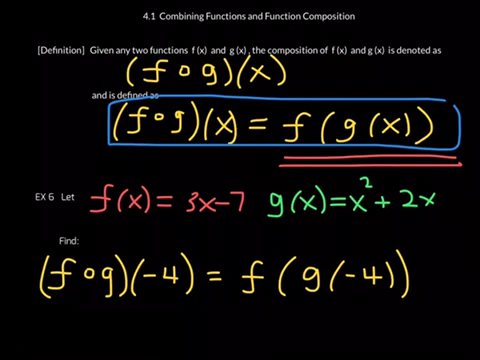 4.1 Combining Functions and Function Composition
[Definition] Given any two functions f (x) and g (x), the composition of f (x) and g (x) is denoted as
(f ∘ g)(x)
and is defined as
(f ∘ g)(x) = f(g(x))
EX 6 Let f(x) = 3x-7 g(x) = x² + 2x
Find:
(f ∘ g)(-4) = f(g(-4))